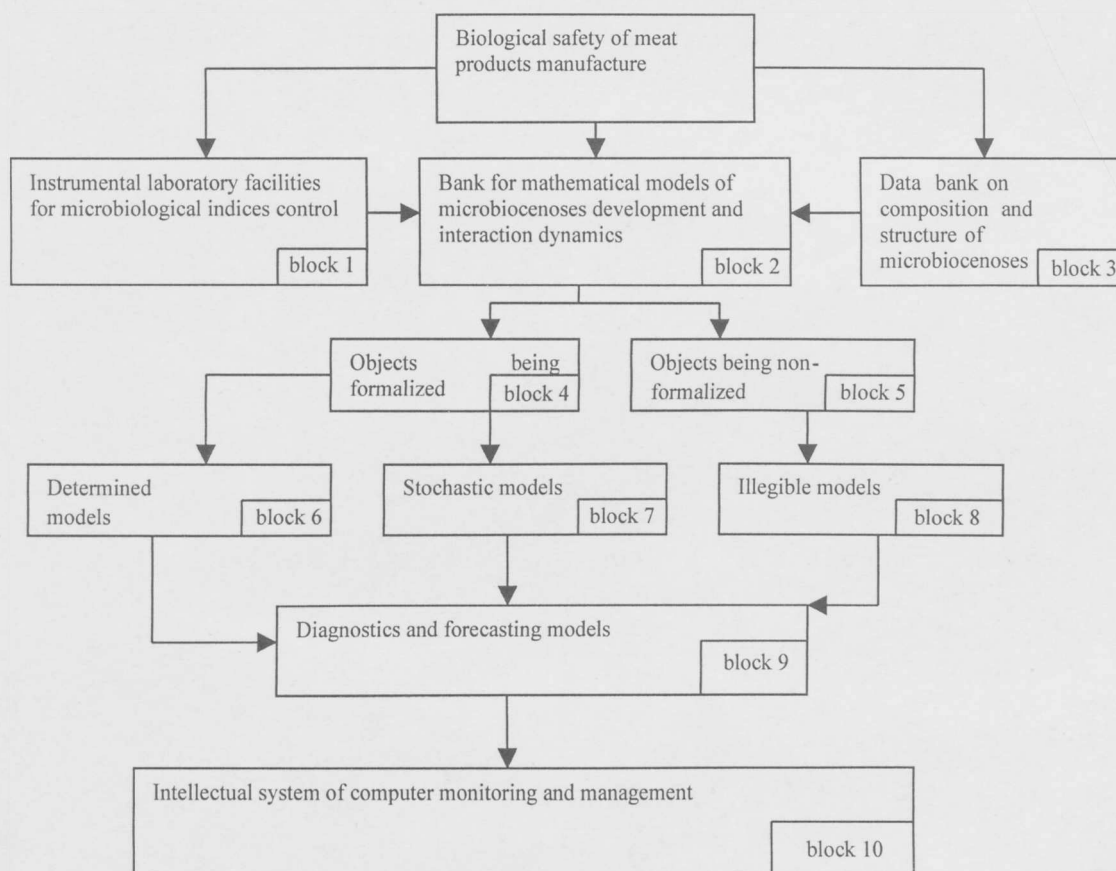 Biological safety of meat
products manufacture
Instrumental laboratory facilities
for microbiological indices control
block 1
Bank for mathematical models of
microbiocenoses development and
interaction dynamics
block 2
Data bank on
composition and
structure of
microbiocenoses
block 3
Objects being
formalized
block 4
Objects being non-
formalized
block 5
Determined
models
block 6
Stochastic models
block 7
Illegible models
block 8
Diagnostics and forecasting models
block 9
Intellectual system of computer monitoring and management
block 10